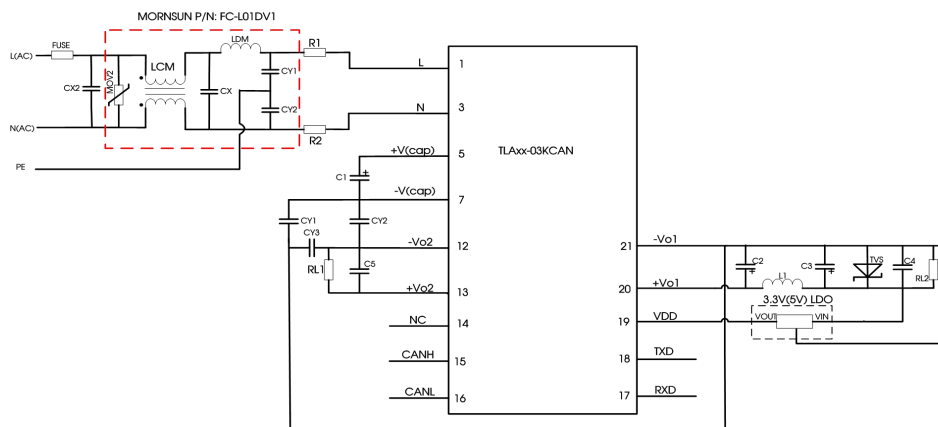 MORNSUN P/N: FC-L01DV1
L(AC)
FUSE
LDM
R1
LCM
L
1
CX2
MOV2
CX
CY1
CY2
N
3
N(AC)
R2
PE
TLAxx-03KCAN
+V(cap)
5
C1
+
-V(cap)
7
CY1
CY2
CY3
-Vo2
12
RL1
C5
+Vo2
13
NC
14
CANH
15
CANL
16
21
-Vo1
C2
+
L1
C3
+
TVS
C4
RL2
20
+Vo1
3.3V(5V) LDO
19
VDD
VOUT
VIN
18
TXD
17
RXD